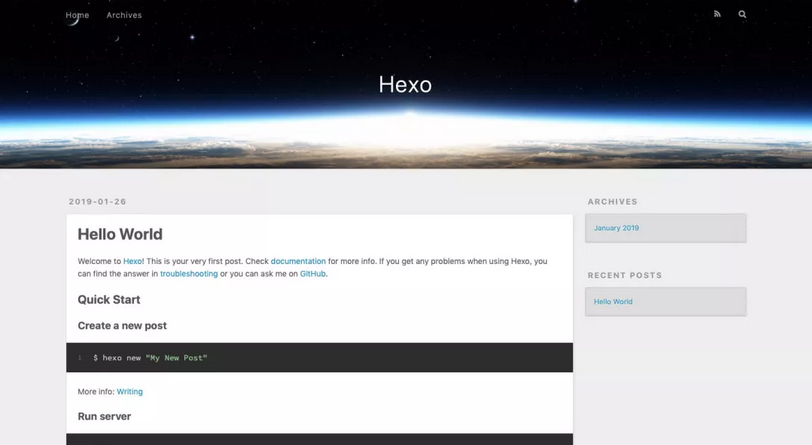 Home Archives
Hexo
2019-01-26
Hello World
Welcome to Hexo! This is your very first post. Check documentation for more info. If you get any problems when using Hexo, you
can find the answer in troubleshooting or you can ask me on GitHub.
Quick Start
Create a new post
1 $ hexo new "My New Post"
More info: Writing
Run server
ARCHIVES
January 2019
RECENT POSTS
Hello World